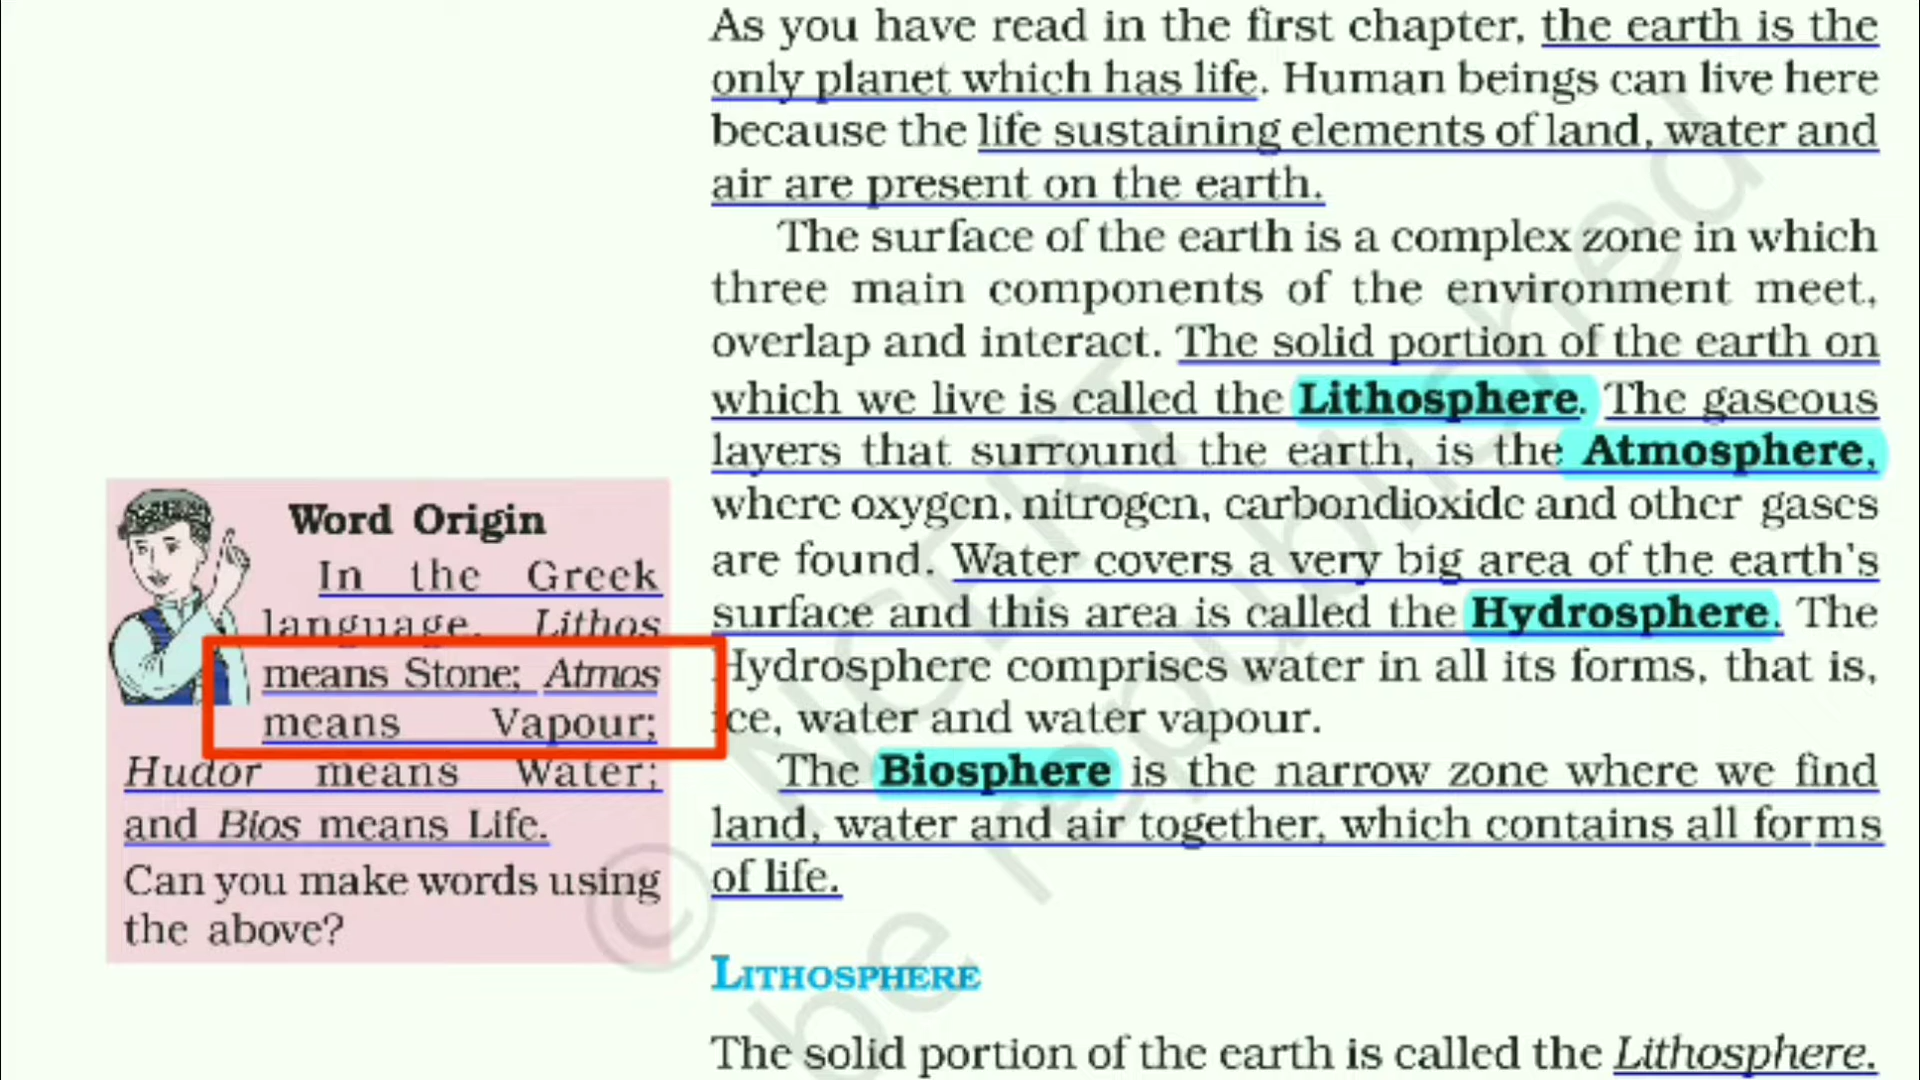 As you have read in the first chapter, the earth is the
only planet which has life. Human beings can live here
because the life sustaining elements of land, water and
air are present on the earth.
The surface of the earth is a complex zone in which
three main components of the environment meet,
overlap and interact. The solid portion of the earth on
which we live is called the Lithosphere. The gaseous
layers that surround the earth, is the Atmosphere,
where oxygen, nitrogen, carbondioxide and other gases
are found. Water covers a very big area of the earth's
surface and this area is called the Hydrosphere. The
Hydrosphere comprises water in all its forms, that is,
ice, water and water vapour.
The Biosphere is the narrow zone where we find
land, water and air together, which contains all forms
of life.
Word Origin
In the Greek
language, Lithos
means Stone; Atmos
means Vapour;
Hudor means Water;
and Bios means Life.
Can you make words using
the above?
LITHOSPHERE
The solid portion of the earth is called the Lithosphere.
© NCERT
be republished